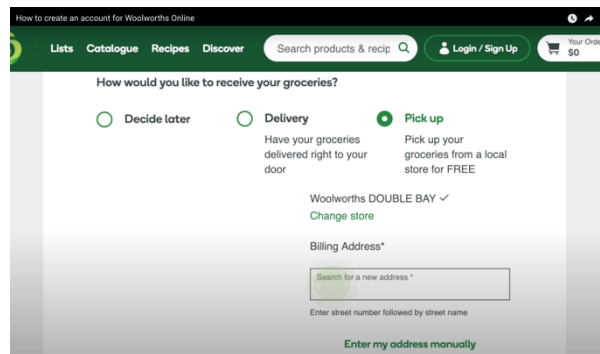 How to create an account for Woolworths Online
Lists Catalogue Recipes Discover Search products & recip Login / Sign Up Your Orde
$0
How would you like to receive your groceries?
Decide later Delivery Pick up
Have your groceries Pick up your
delivered right to your groceries from a local
door store for FREE
Woolworths DOUBLE BAY ✓
Change store
Billing Address*
Search for a new address *
Enter street number followed by street name
Enter my address manually